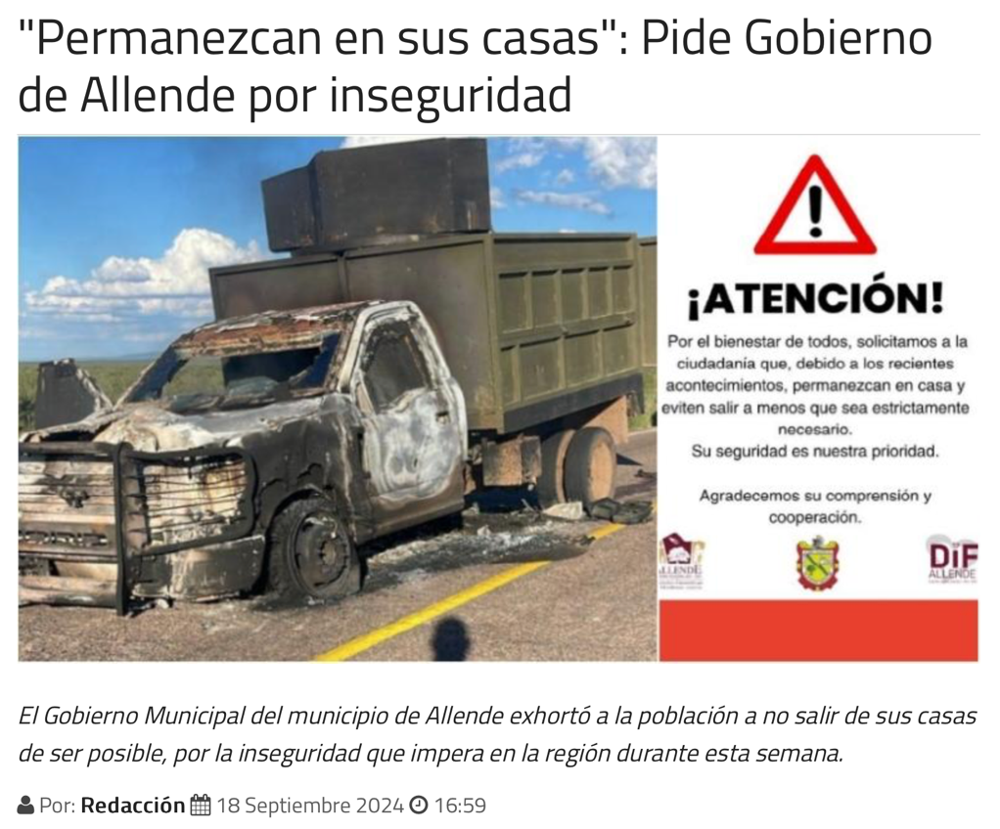 "Permanezcan en sus casas": Pide Gobierno
de Allende por inseguridad
¡ATENCIÓN!
Por el bienestar de todos, solicitamos a la
ciudadanía que, debido a los recientes
acontecimientos, permanezcan en casa y
eviten salir a menos que sea estrictamente
necesario.
Su seguridad es nuestra prioridad.
Agradecemos su comprensión y
cooperación.
ALLENDE
DiF
ALLENDE
El Gobierno Municipal del municipio de Allende exhortó a la población a no salir de sus casas
de ser posible, por la inseguridad que impera en la región durante esta semana.
Por: Redacción 18 Septiembre 2024 16:59